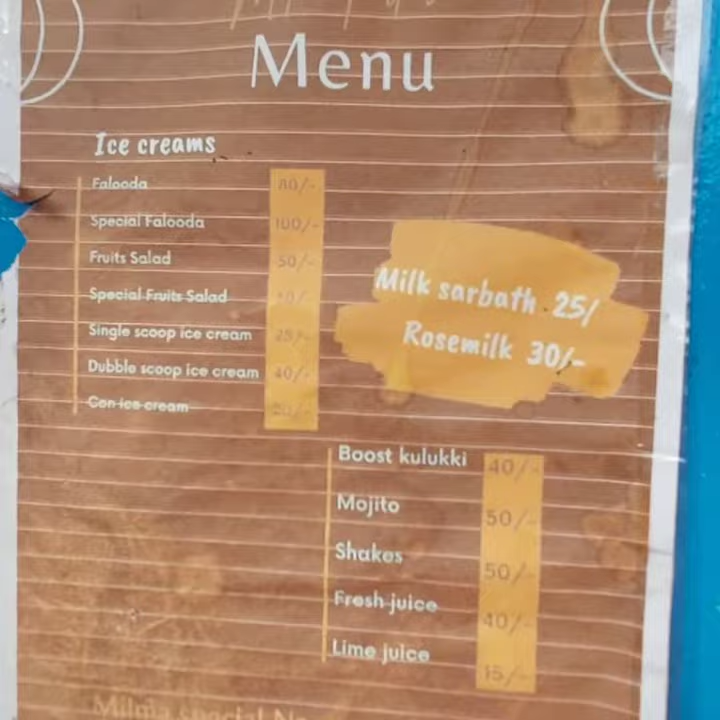 Menu
Ice creams
Falooda 80/-
Special Falooda 100/-
Fruits Salad 50/-
Special Fruits Salad
Single scoop ice cream 25/-
Dubble scoop ice cream 40/-
Con ice cream
Milk sarbath 25/
Rosemilk 30/-
Boost kulukki 40/-
Mojito 50/-
Shakes 50/-
Fresh juice 40/-
Lime juice 15/-
Milma special